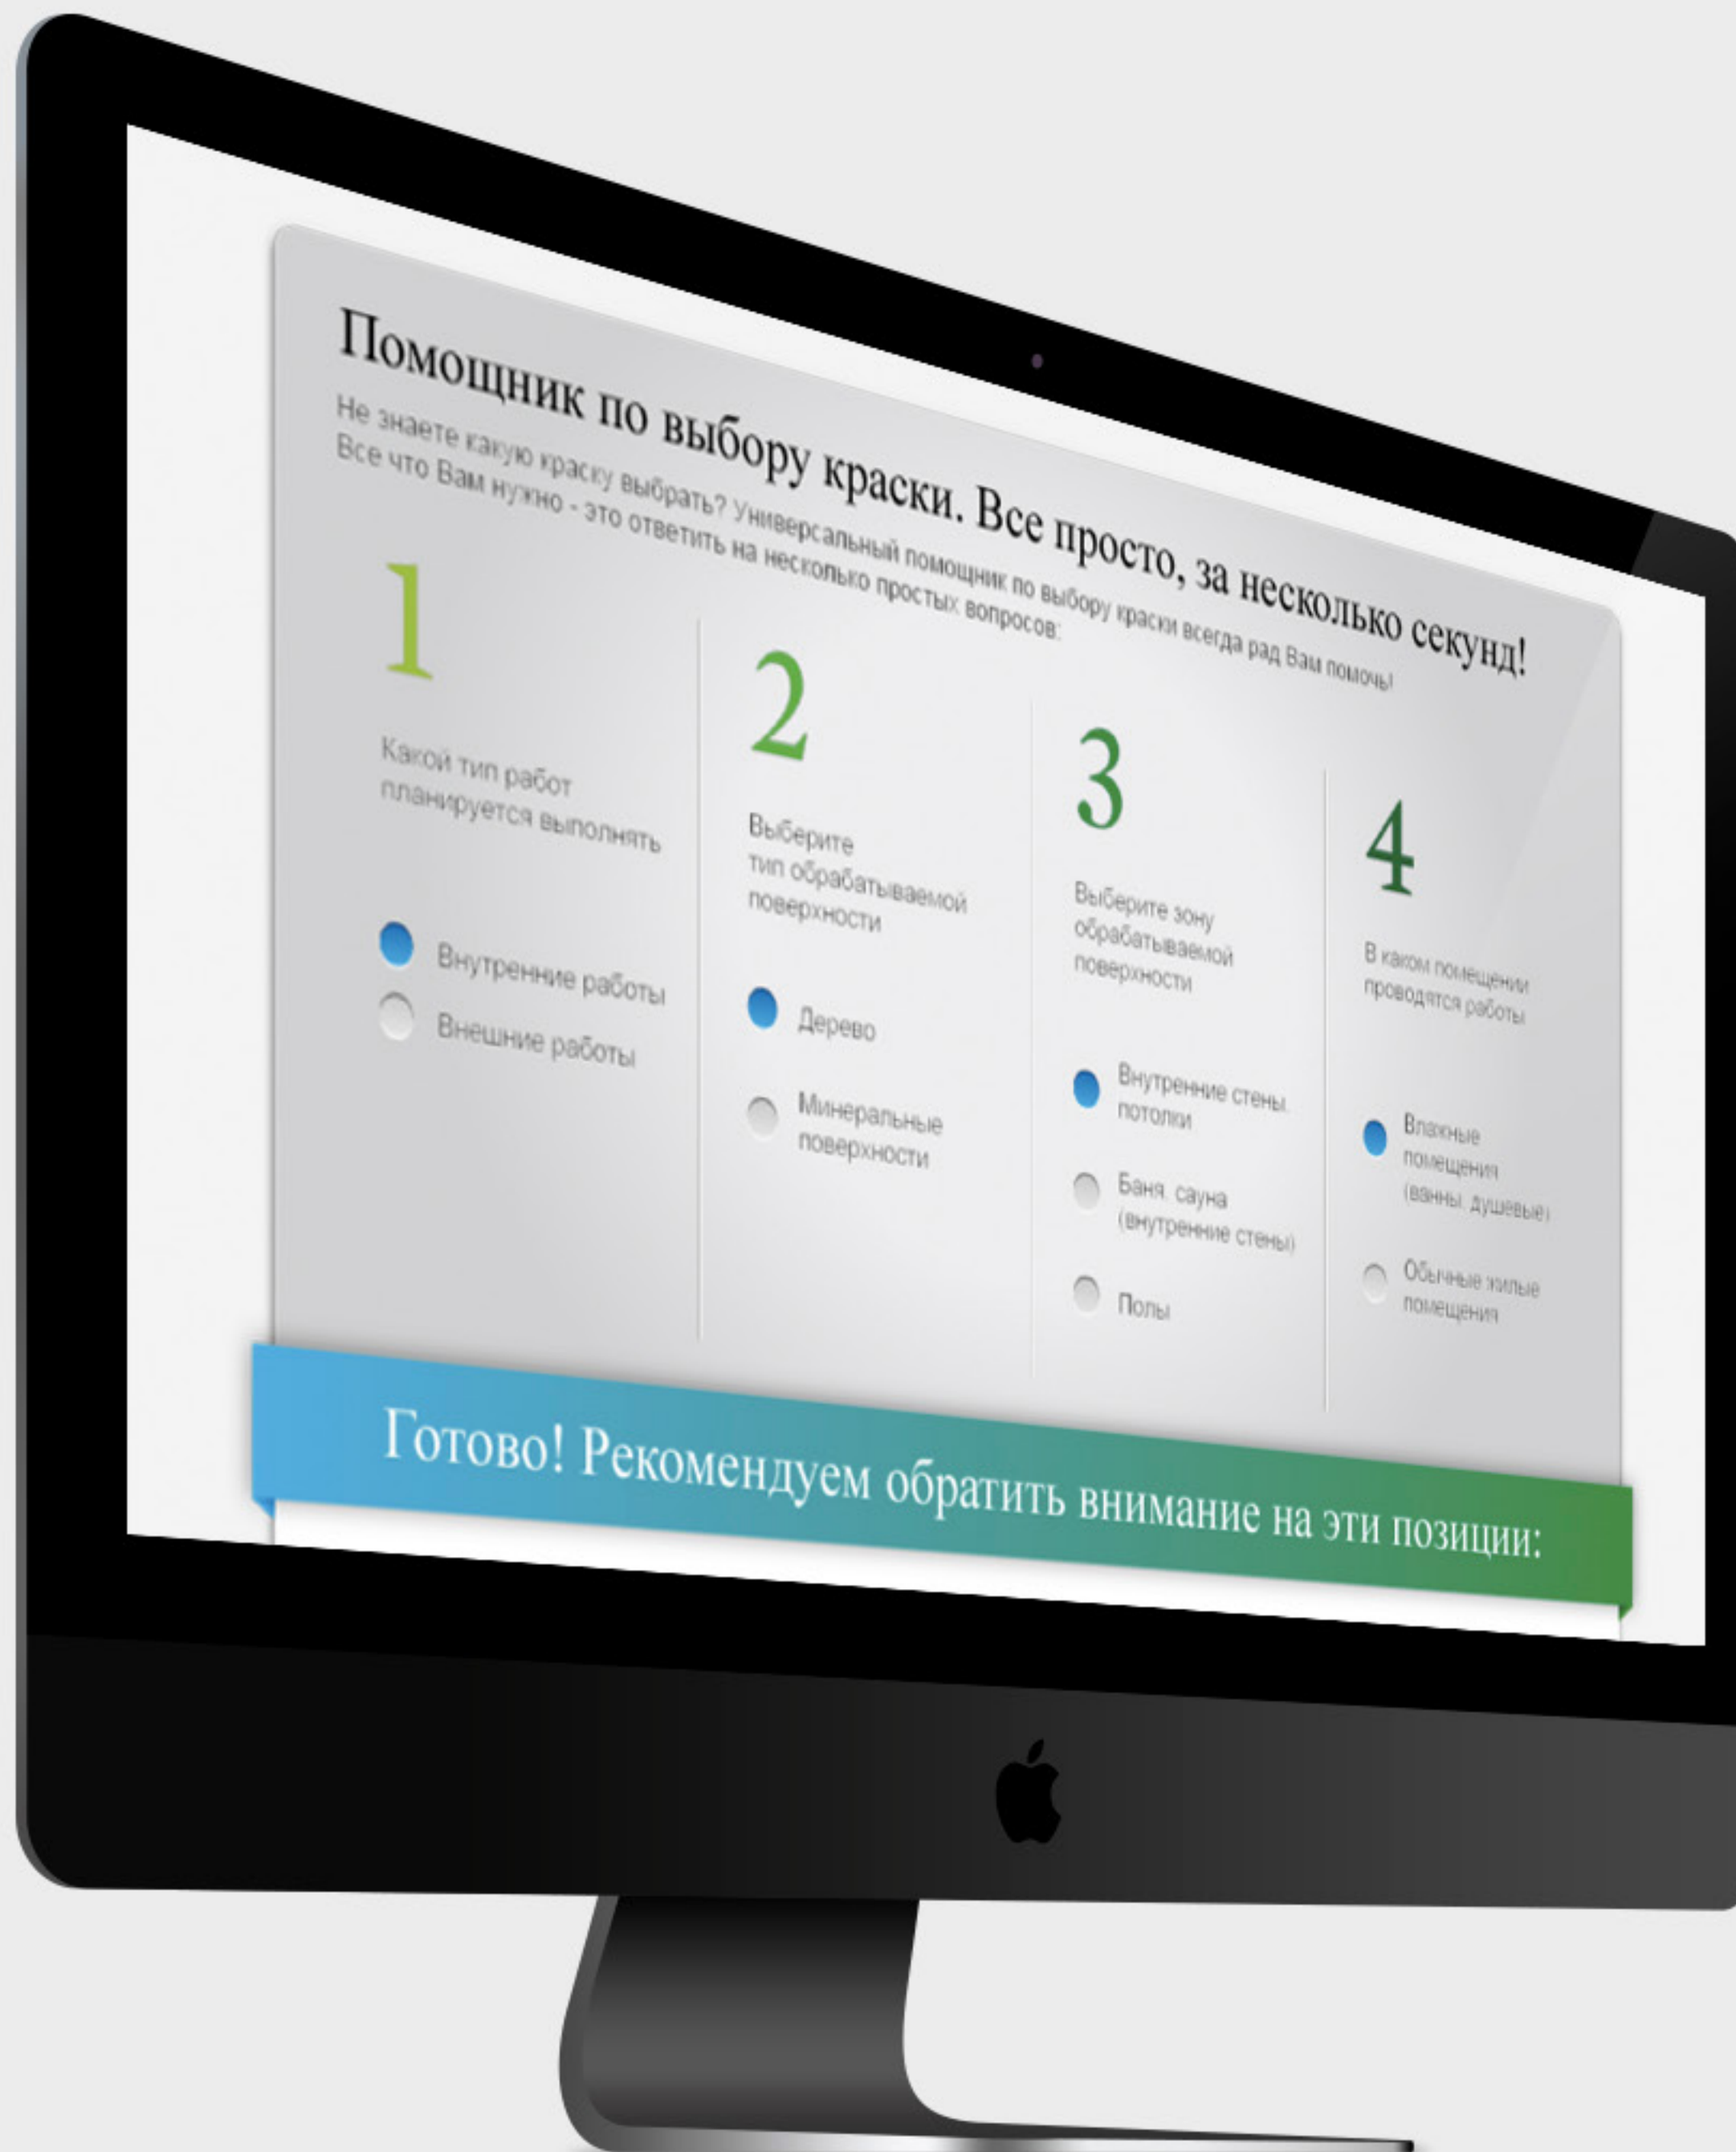 Помощник по выбору краски. Все просто, за несколько секунд!
Не знаете какую краску выбрать? Универсальный помощник по выбору краски всегда рад Вам помочь!
Все что Вам нужно - это ответить на несколько простых вопросов:
1
Какой тип работ
планируется выполнять
Внутренние работы
Внешние работы
2
Выберите
тип обрабатываемой
поверхности
Дерево
Минеральные
поверхности
3
Выберите зону
обрабатываемой
поверхности
Внутренние стены,
потолки
Баня, сауна
(внутренние стены)
Полы
4
В каком помещении
проводятся работы
Влажные
помещения
(ванны, душевые)
Обычные жилые
помещения
Готово! Рекомендуем обратить внимание на эти позиции: